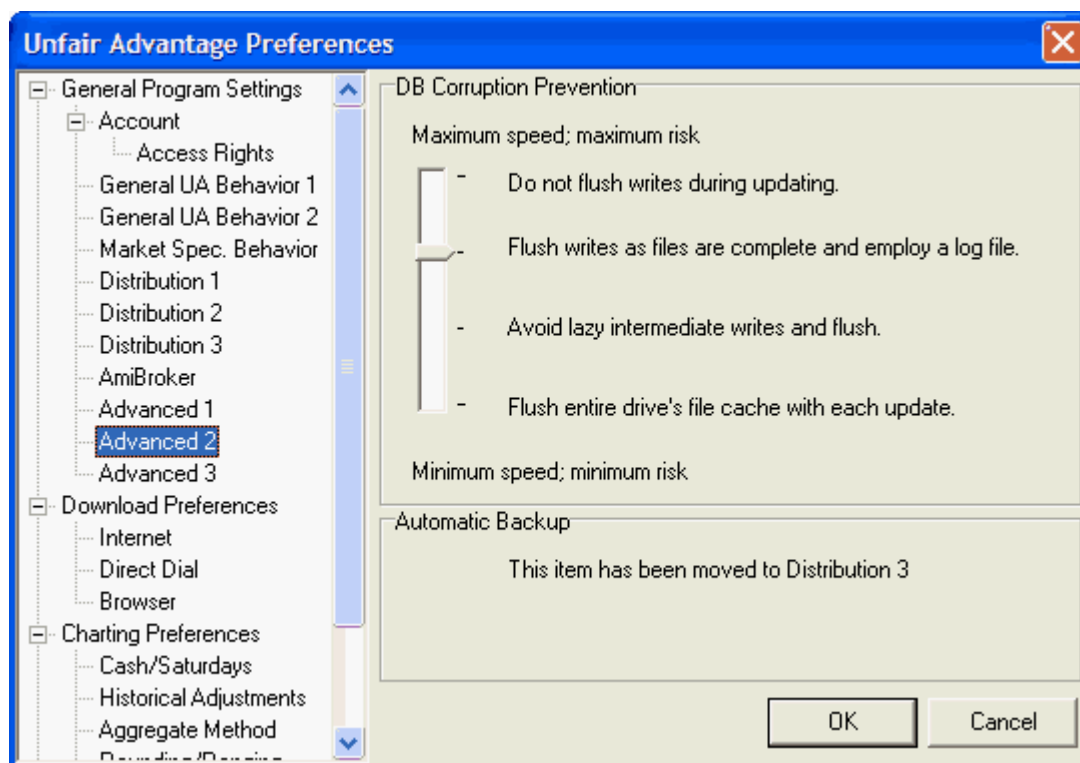 Unfair Advantage Preferences
General Program Settings
Account
Access Rights
General UA Behavior 1
General UA Behavior 2
Market Spec. Behavior
Distribution 1
Distribution 2
Distribution 3
AmiBroker
Advanced 1
Advanced 2
Advanced 3
Download Preferences
Internet
Direct Dial
Browser
Charting Preferences
Cash/Saturdays
Historical Adjustments
Aggregate Method
DB Corruption Prevention
Maximum speed; maximum risk
Do not flush writes during updating.
Flush writes as files are complete and employ a log file.
Avoid lazy intermediate writes and flush.
Flush entire drive's file cache with each update.
Minimum speed; minimum risk
Automatic Backup
This item has been moved to Distribution 3
OK
Cancel